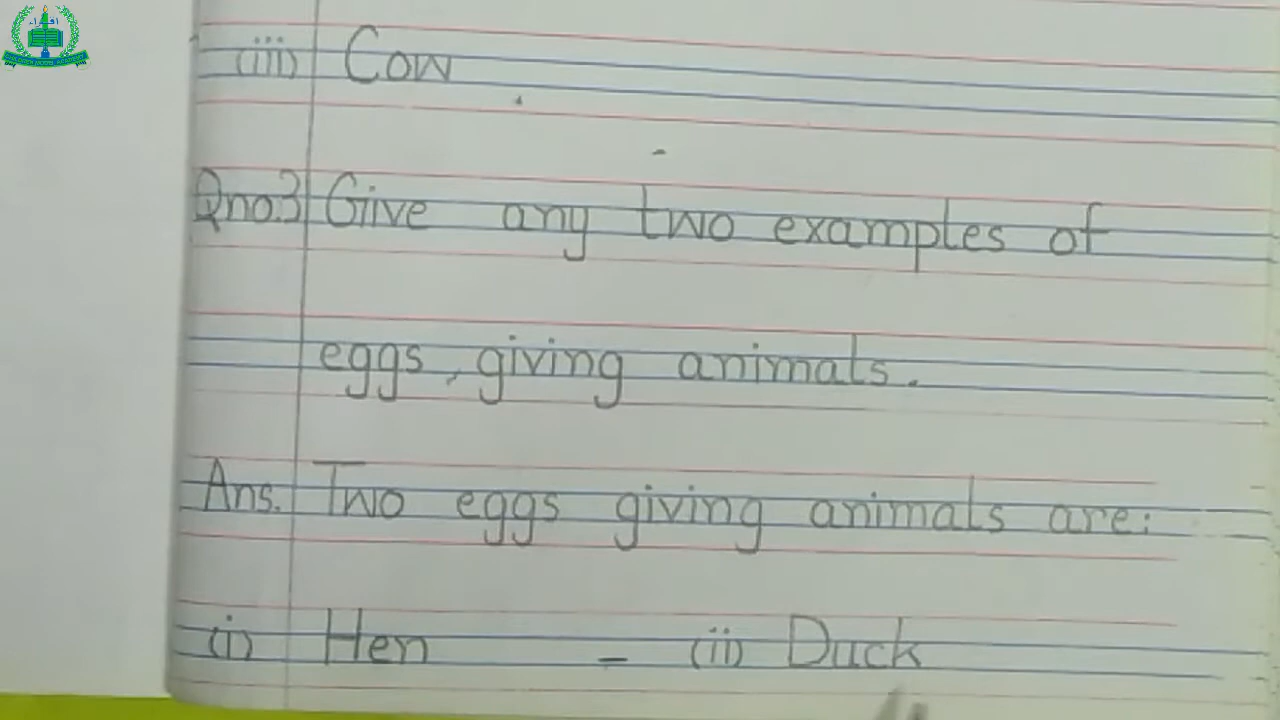 (iii) Cow
Qno.3 Give any two examples of
eggs, giving animals.
Ans. Two eggs giving animals are:
(i) Hen - (ii) Duck